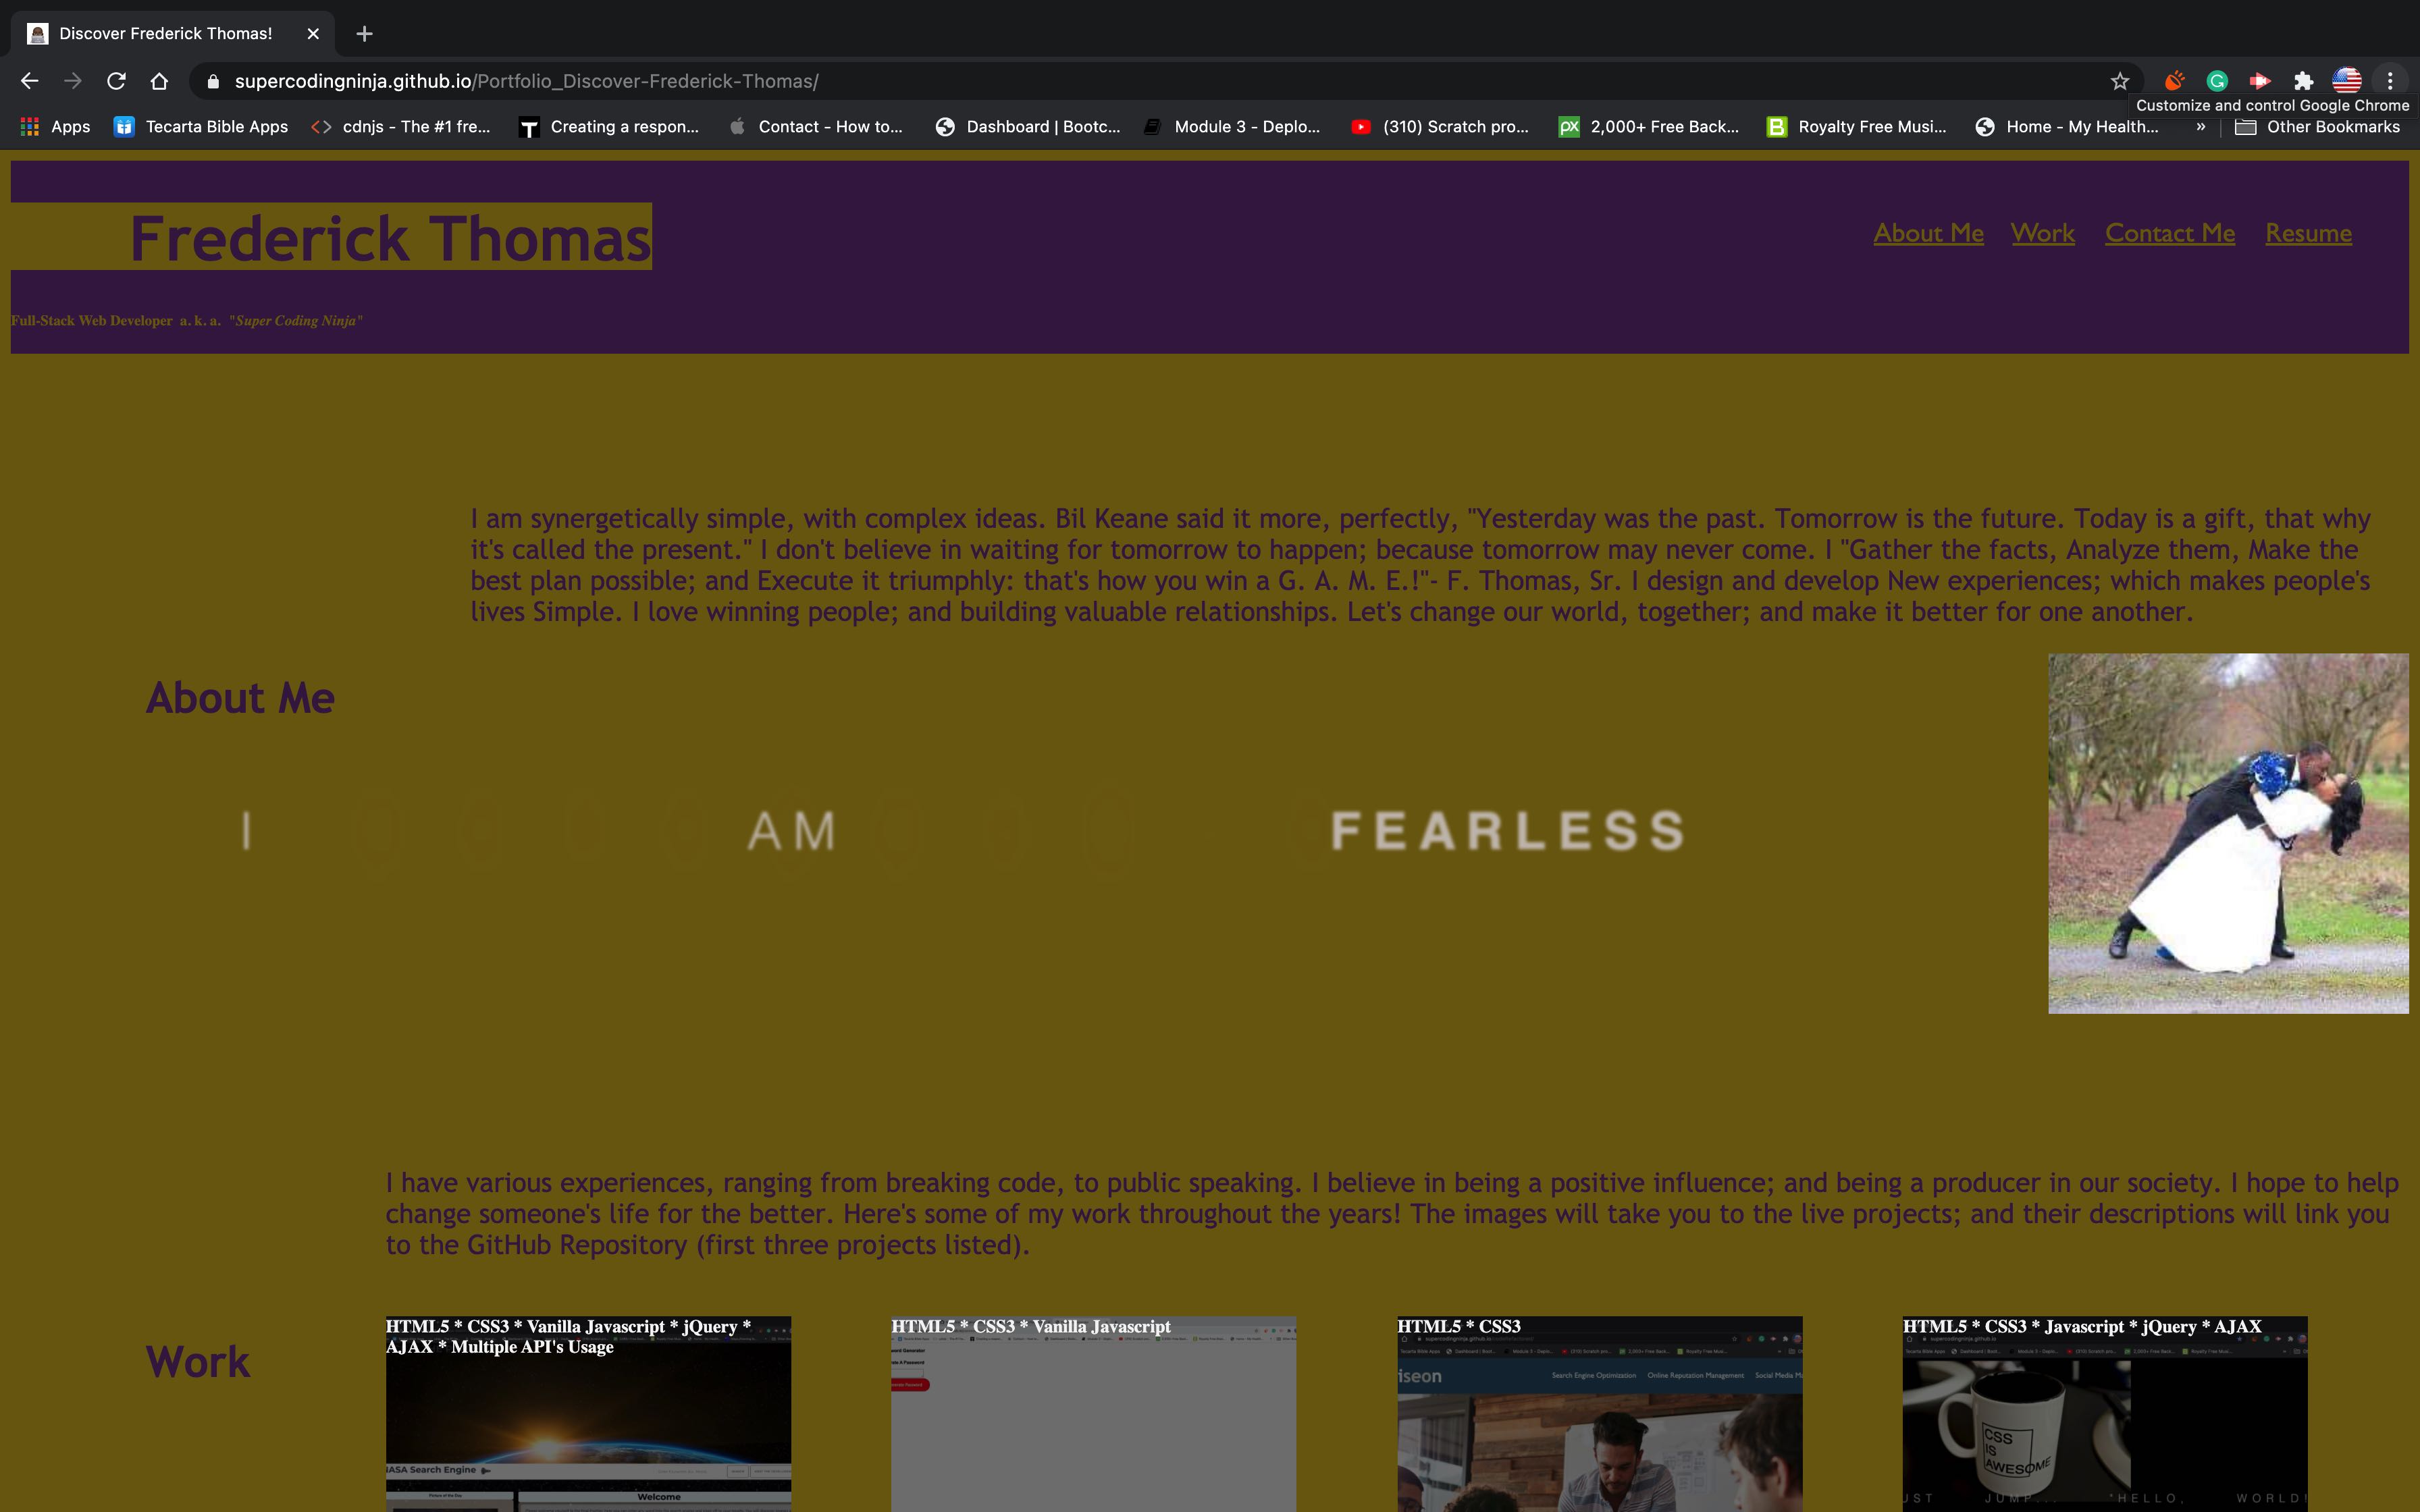 Discover Frederick Thomas!
supercodingninja.github.io/Portfolio_Discover-Frederick-Thomas/
Customize and control Google Chrome
Apps
Tecarta Bible Apps
cdnjs - The #1 fre...
Creating a respon...
Contact - How to...
Dashboard | Bootc...
Module 3 - Deplo...
(310) Scratch pro...
2,000+ Free Back...
Royalty Free Musi...
Home - My Health...
» Other Bookmarks
Frederick Thomas
About Me Work Contact Me Resume
Full-Stack Web Developer a. k. a. "Super Coding Ninja"
I am synergetically simple, with complex ideas. Bil Keane said it more, perfectly, "Yesterday was the past. Tomorrow is the future. Today is a gift, that why
it's called the present." I don't believe in waiting for tomorrow to happen; because tomorrow may never come. I "Gather the facts, Analyze them, Make the
best plan possible; and Execute it triumphly: that's how you win a G. A. M. E.!"- F. Thomas, Sr. I design and develop New experiences; which makes people's
lives Simple. I love winning people; and building valuable relationships. Let's change our world, together; and make it better for one another.
About Me
I AM FEARLESS
I have various experiences, ranging from breaking code, to public speaking. I believe in being a positive influence; and being a producer in our society. I hope to help
change someone's life for the better. Here's some of my work throughout the years! The images will take you to the live projects; and their descriptions will link you
to the GitHub Repository (first three projects listed).
Work
HTML5 * CSS3 * Vanilla Javascript * jQuery *
AJAX * Multiple API's Usage
IASA Search Engine
Picture of the Day
Welcome
HTML5 * CSS3 * Vanilla Javascript
word Generator
HTML5 * CSS3
iseon
Search Engine Optimization Online Reputation Management Social Media M
HTML5 * CSS3 * Javascript * jQuery * AJAX
CSS
IS
AWESOME
UST JUMP... "HELLO, WORLD!